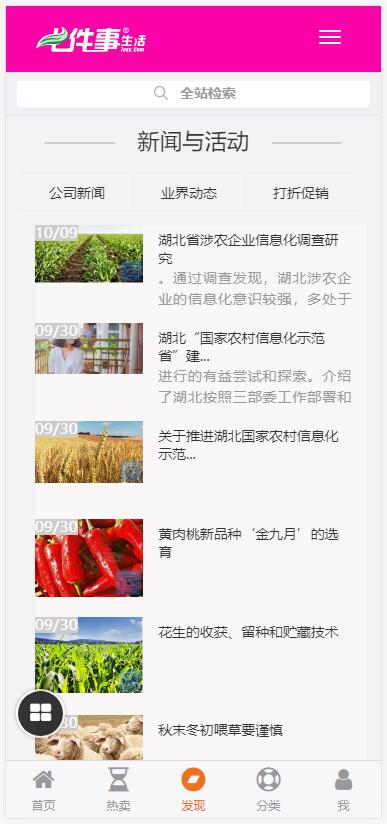 七件事生活
全站检索
新闻与活动
公司新闻 业界动态 打折促销
10/09
湖北省涉农企业信息化调查研
究
。通过调查发现，湖北涉农企
业的信息化意识较强，多处于
09/30
湖北“国家农村信息化示范
省”建...
进行的有益尝试和探索。介绍
了湖北按照三部委工作部署和
09/30
关于推进湖北国家农村信息化
示范...
09/30
黄肉桃新品种‘金九月’的选
育
09/30
花生的收获、留种和贮藏技术
09/30
秋末冬初喂草要谨慎
首页 热卖 发现 分类 我